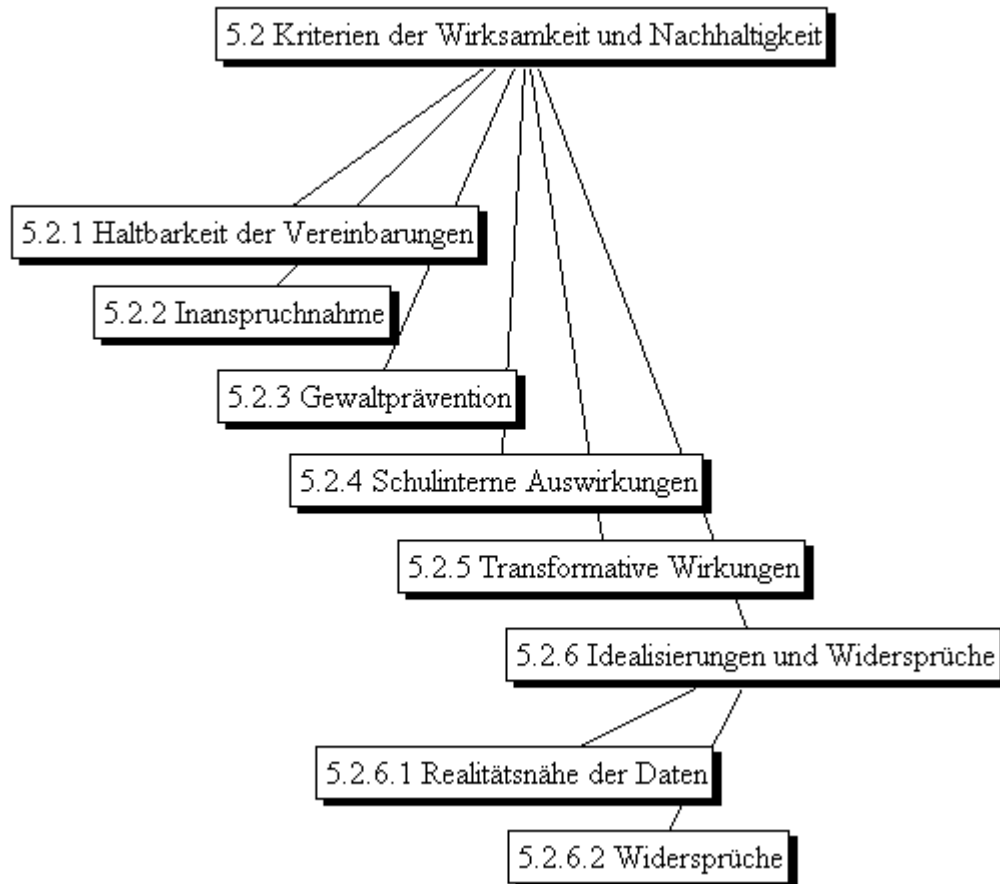 5.2 Kriterien der Wirksamkeit und Nachhaltigkeit
5.2.1 Haltbarkeit der Vereinbarungen
5.2.2 Inanspruchnahme
5.2.3 Gewaltprävention
5.2.4 Schulinterne Auswirkungen
5.2.5 Transformative Wirkungen
5.2.6 Idealisierungen und Widersprüche
5.2.6.1 Realitätsnähe der Daten
5.2.6.2 Widersprüche